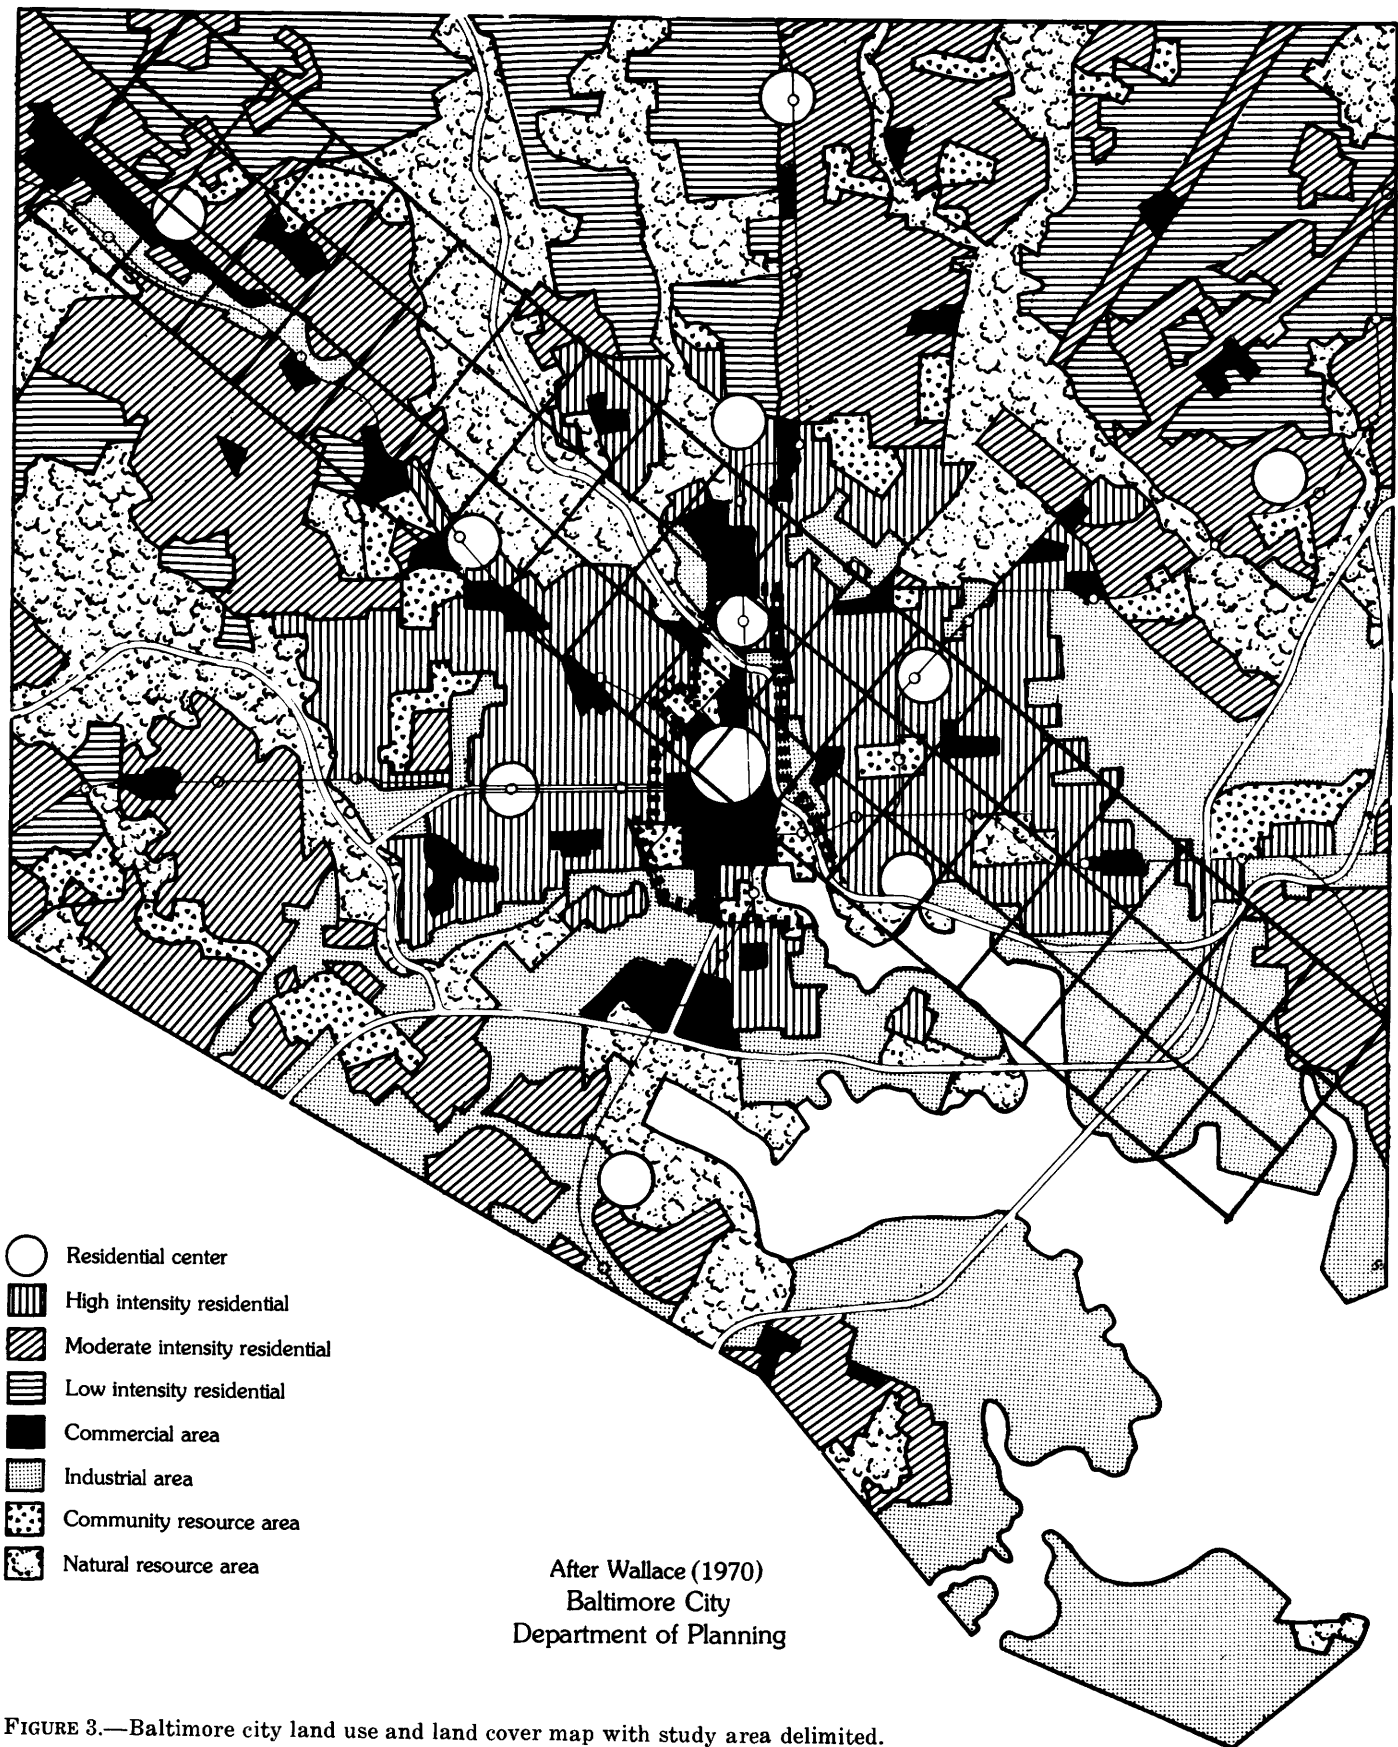 Residential center
High intensity residential
Moderate intensity residential
Low intensity residential
Commercial area
Industrial area
Community resource area
Natural resource area
After Wallace (1970)
Baltimore City
Department of Planning
FIGURE 3.—Baltimore city land use and land cover map with study area delimited.